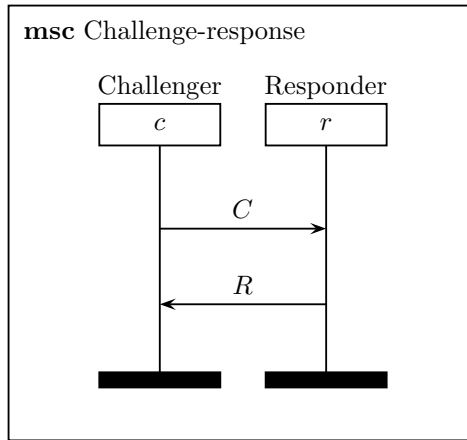 msc Challenge-response
Challenger Responder
c r
C
R